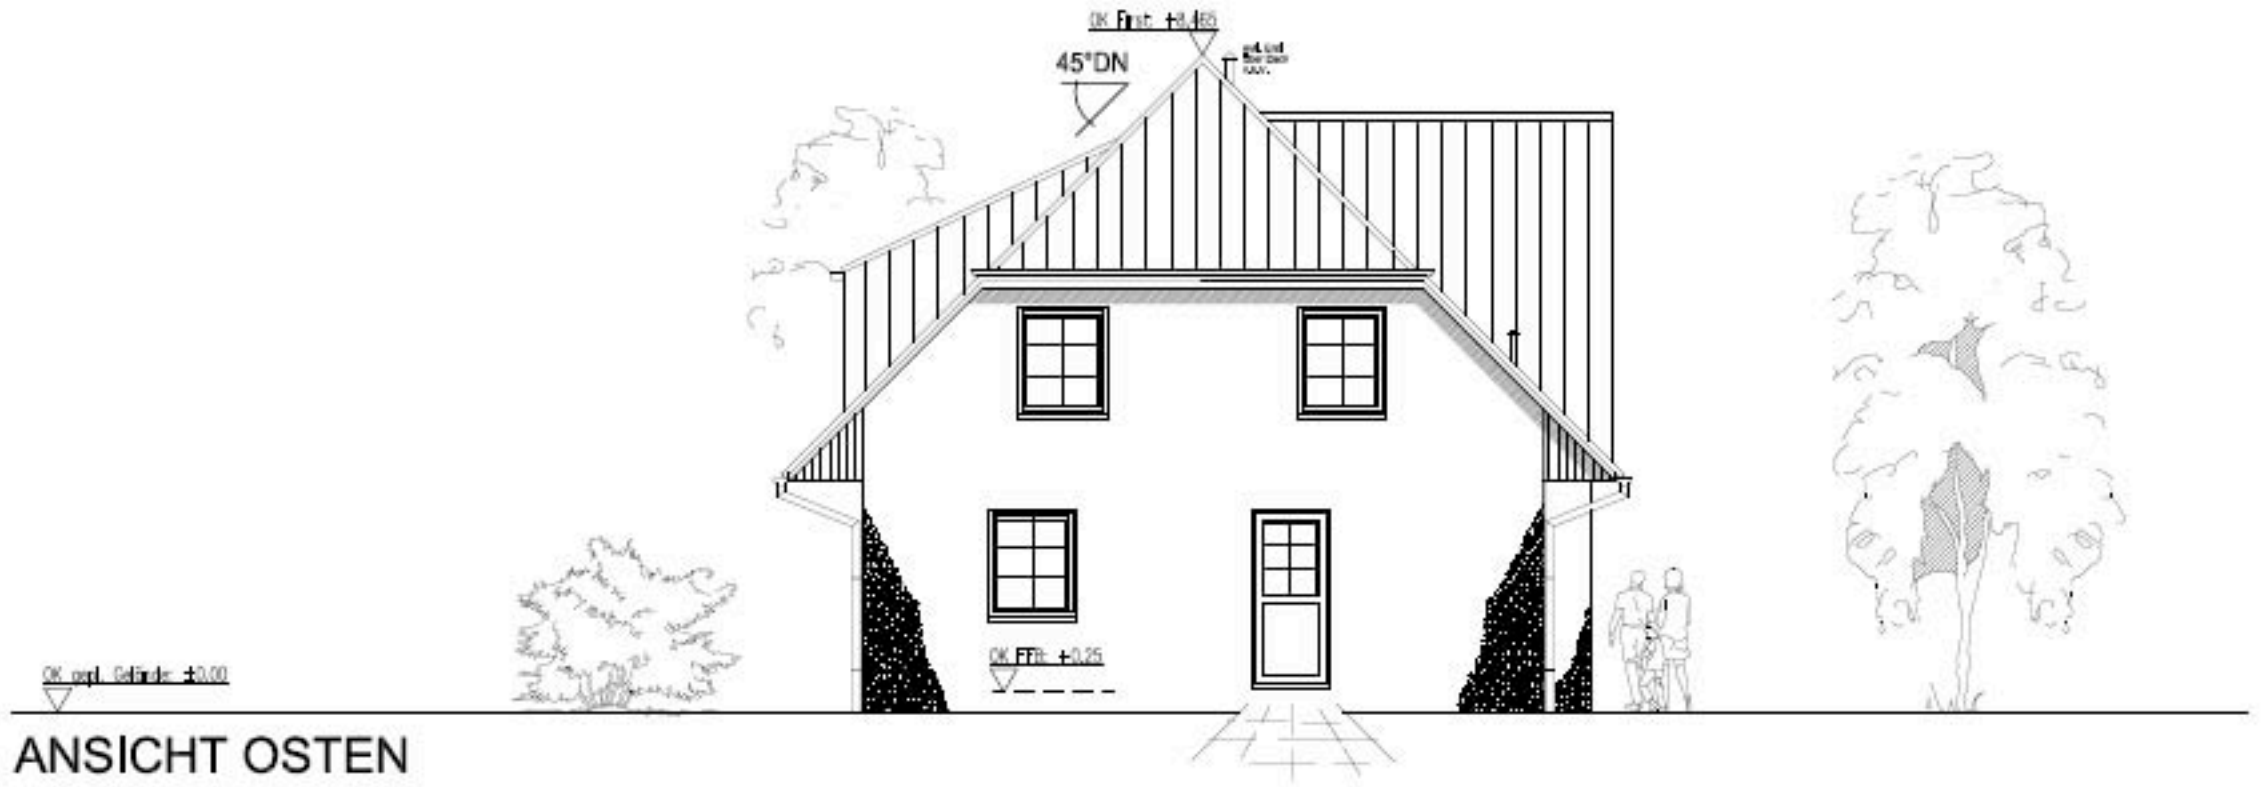 OK First: +8,465
45°DN
OK FFB: +0,25
OK gepl. Gelände: ±0.00
ANSICHT OSTEN